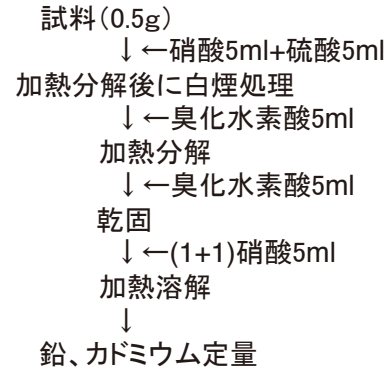 試料（0.5g）
↓←硝酸5ml+硫酸5ml
加熱分解後に白煙処理
↓←臭化水素酸5ml
加熱分解
↓←臭化水素酸5ml
乾固
↓←(1+1)硝酸5ml
加熱溶解
↓
鉛、カドミウム定量